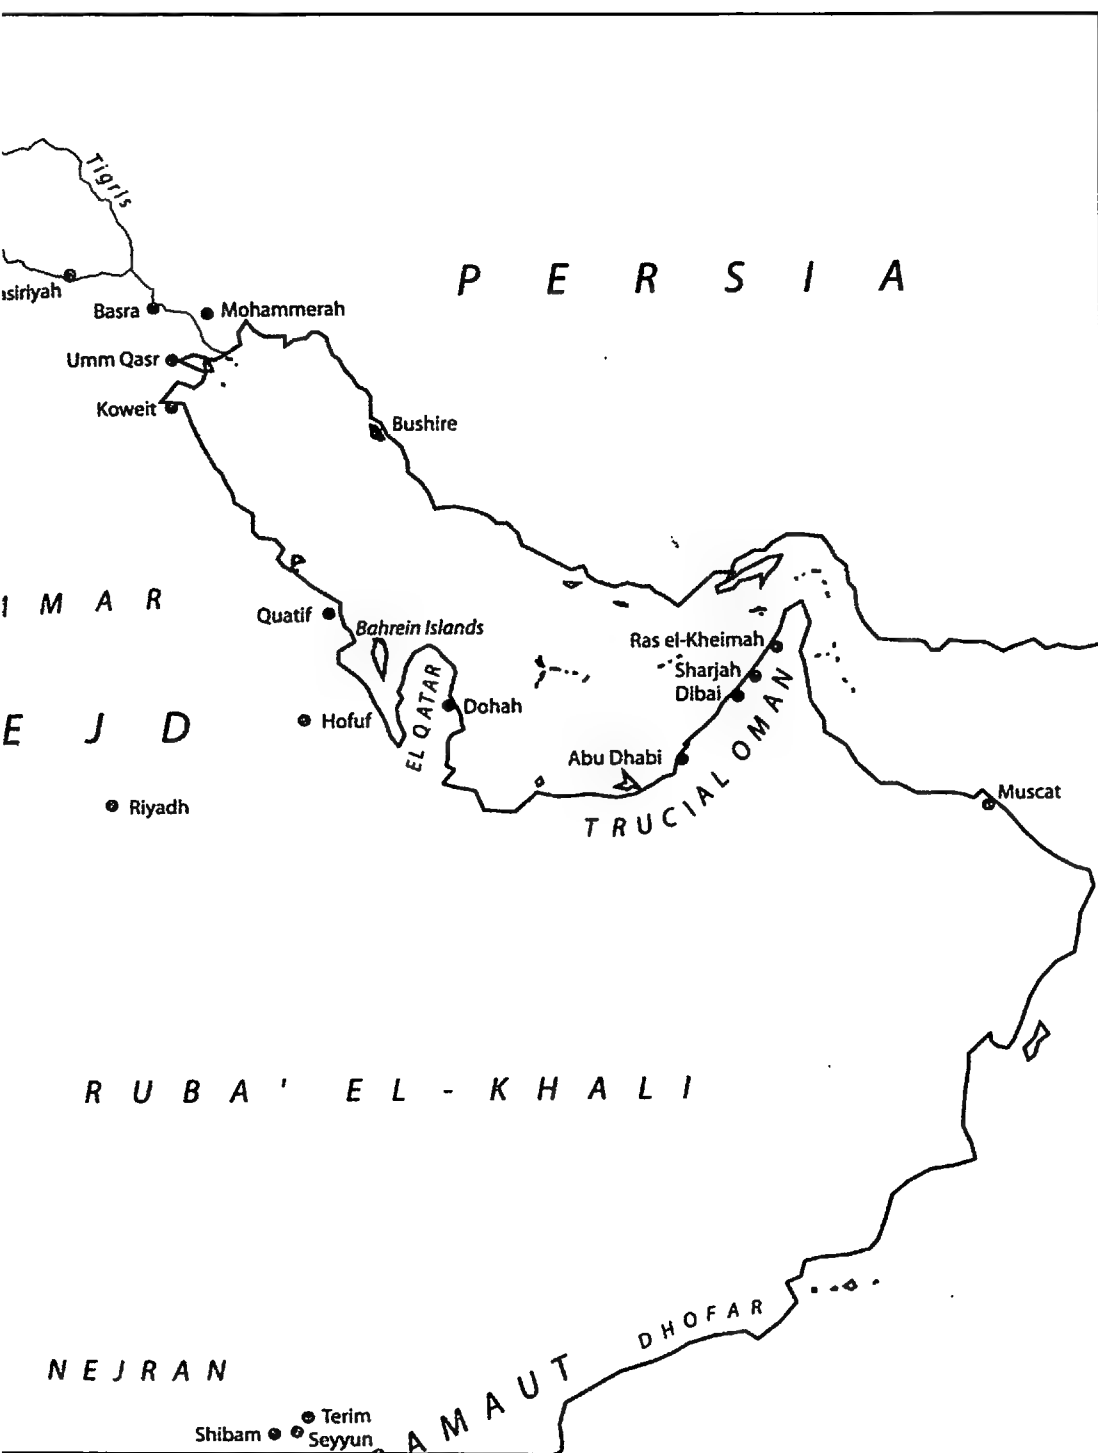 Tigris
PERSIA
asiriyah
Basra
Mohammerah
Umm Qasr
Koweit
Bushire
MAR
Quatif
Bahrein Islands
Ras el-Kheimah
Sharjah
Dibai
EL QATAR
Dohah
Hofuf
EJD
Abu Dhabi
TRUCIAL OMAN
Riyadh
Muscat
RUBA' EL-KHALI
DHOFAR
NEJRAN
AMAUT
Terim
Shibam
Seyyun